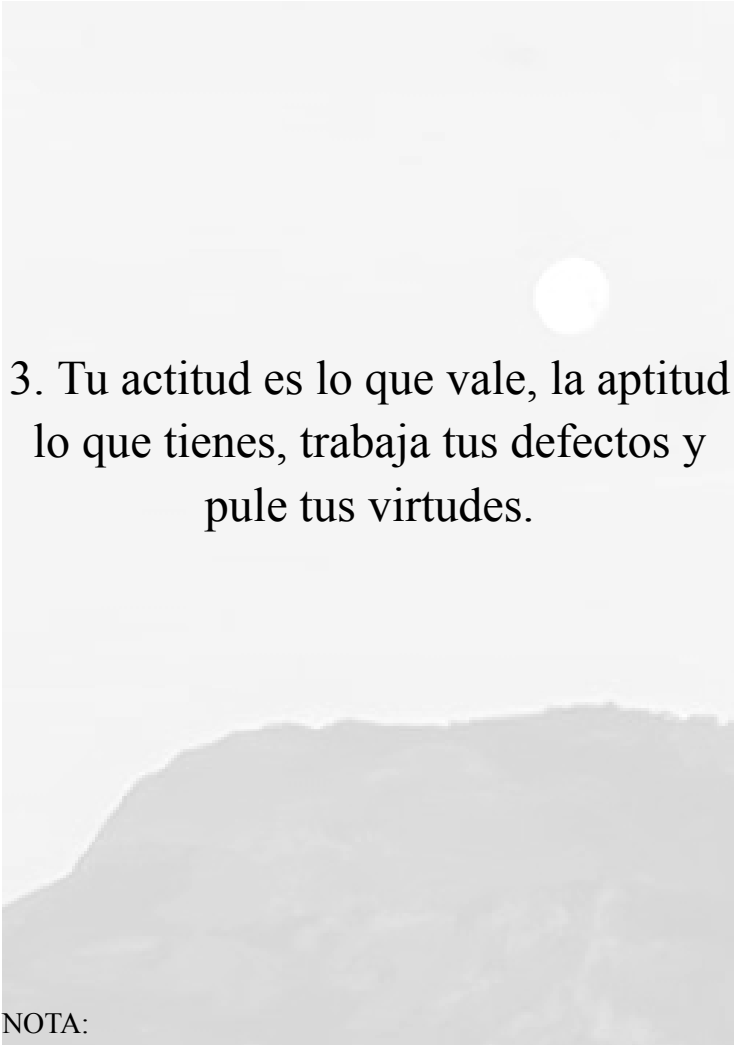 3. Tu actitud es lo que vale, la aptitud
lo que tienes, trabaja tus defectos y
pule tus virtudes.
NOTA: